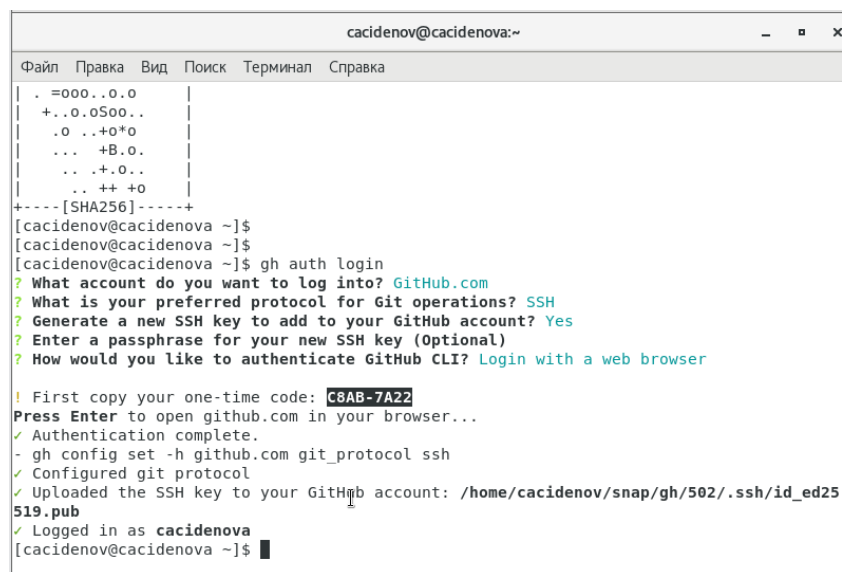 cacidenov@cacidenova:~
Файл Правка Вид Поиск Терминал Справка
| . =ooo..o.o     |
|  +..o.oSoo..    |
|   .o ..+o*o     |
|   ...  +B.o.    |
|    .. .+.o..    |
|     .. ++ +o    |
+----[SHA256]-----+
[cacidenov@cacidenova ~]$
[cacidenov@cacidenova ~]$
[cacidenov@cacidenova ~]$ gh auth login
? What account do you want to log into? GitHub.com
? What is your preferred protocol for Git operations? SSH
? Generate a new SSH key to add to your GitHub account? Yes
? Enter a passphrase for your new SSH key (Optional)
? How would you like to authenticate GitHub CLI? Login with a web browser
! First copy your one-time code: C8AB-7A22
Press Enter to open github.com in your browser...
✓ Authentication complete.
- gh config set -h github.com git_protocol ssh
✓ Configured git protocol
✓ Uploaded the SSH key to your GitHub account: /home/cacidenov/snap/gh/502/.ssh/id_ed25
519.pub
✓ Logged in as cacidenova
[cacidenov@cacidenova ~]$